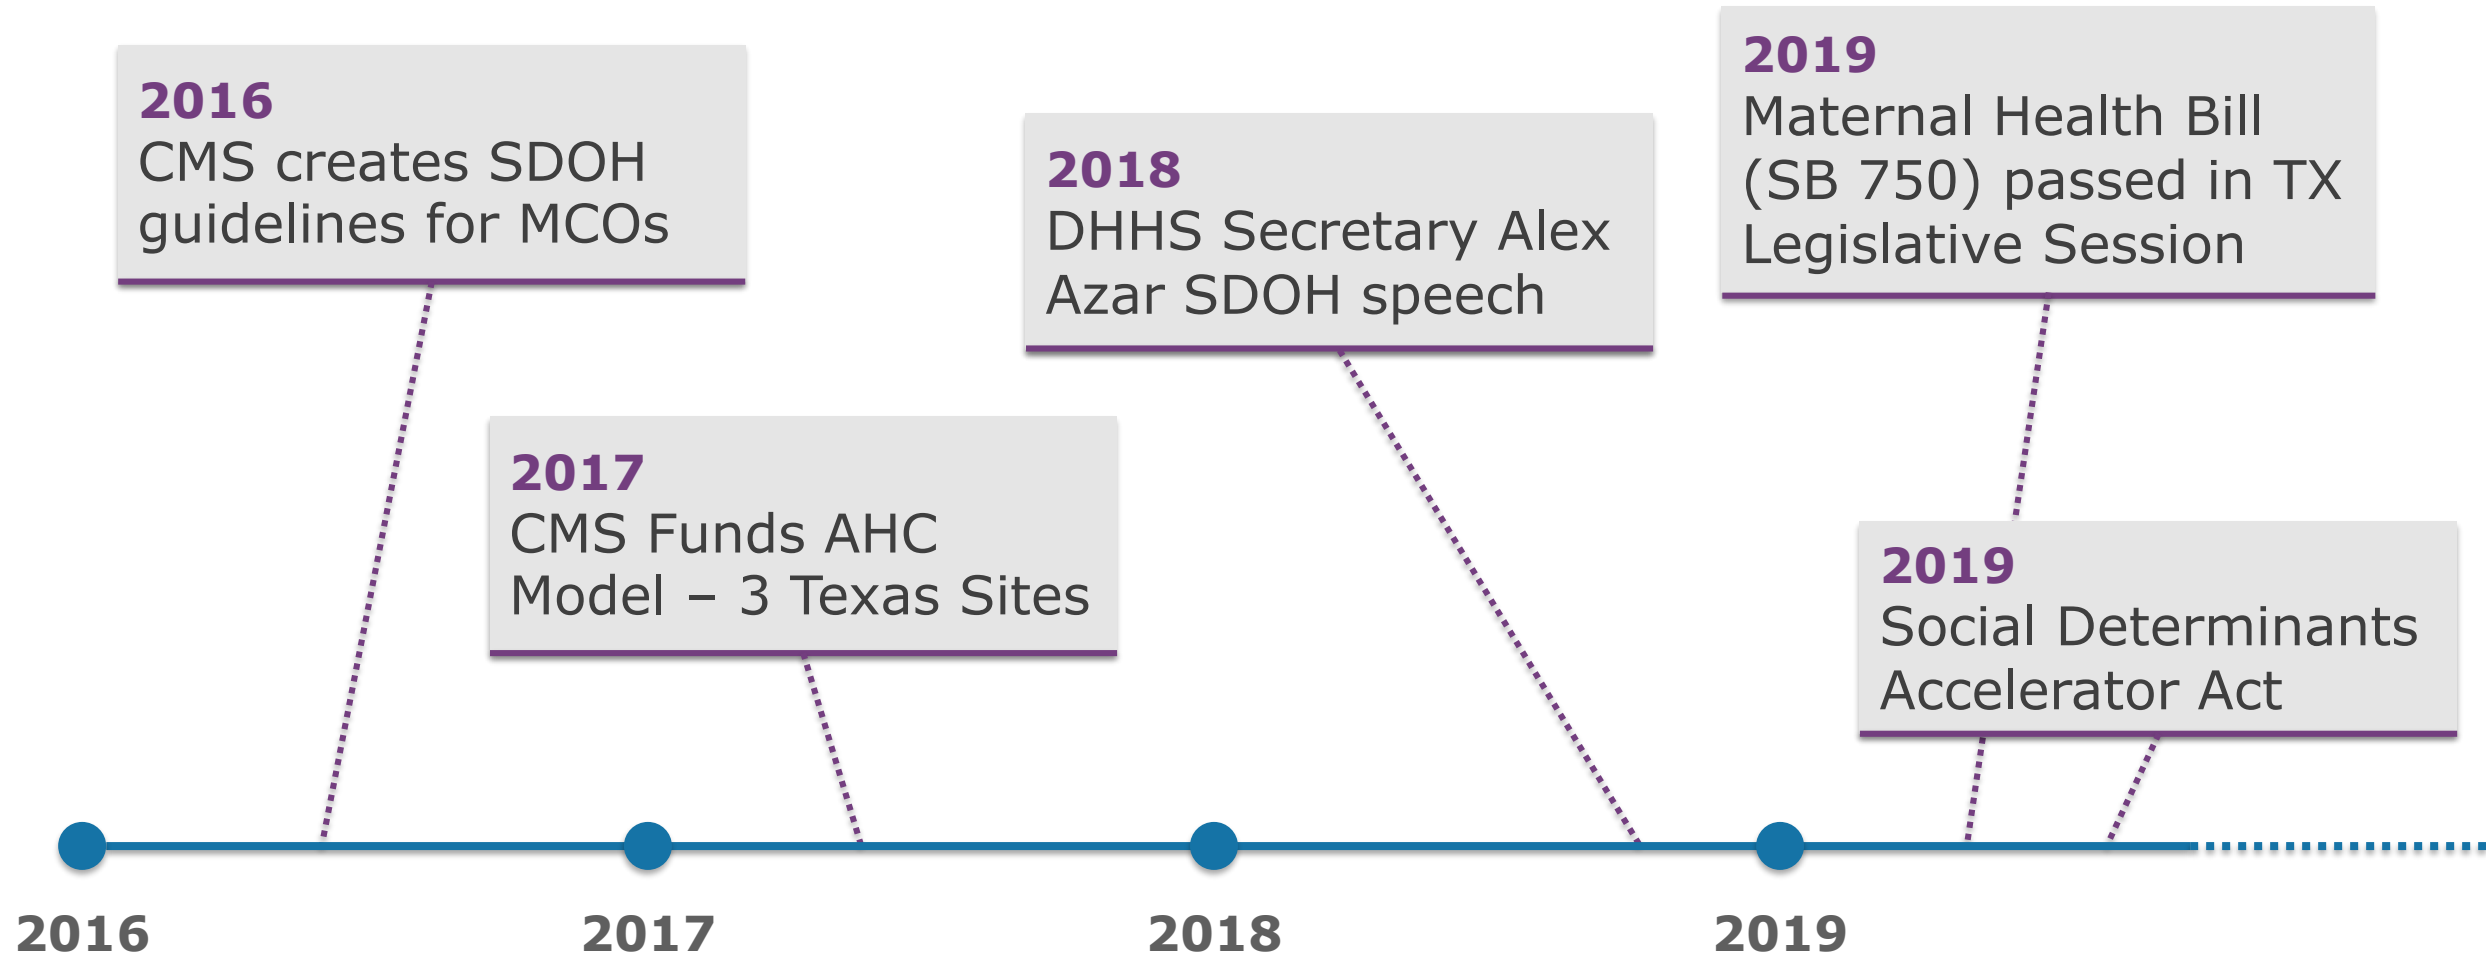 2016
CMS creates SDOH
guidelines for MCOs
2017
CMS Funds AHC
Model – 3 Texas Sites
2018
DHHS Secretary Alex
Azar SDOH speech
2019
Maternal Health Bill
(SB 750) passed in TX
Legislative Session
2019
Social Determinants
Accelerator Act
2016
2017
2018
2019